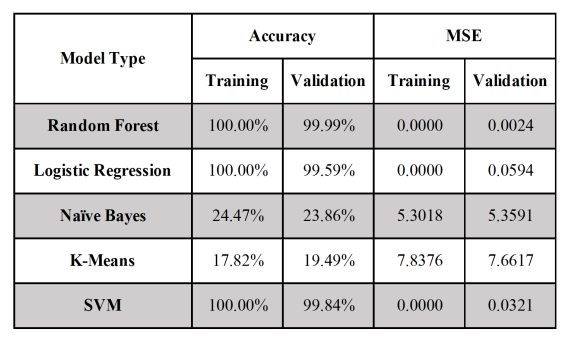 Model Type Accuracy MSE
Training Validation Training Validation
Random Forest 100.00% 99.99% 0.0000 0.0024
Logistic Regression 100.00% 99.59% 0.0000 0.0594
Naïve Bayes 24.47% 23.86% 5.3018 5.3591
K-Means 17.82% 19.49% 7.8376 7.6617
SVM 100.00% 99.84% 0.0000 0.0321